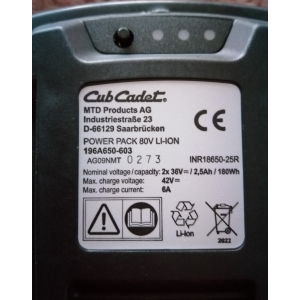 Cub Cadet
MTD Products AG
Industriestraße 23
D-66129 Saarbrücken
CE
POWER PACK 80V LI-ION
196A650-603
AG09NMT 0273 INR18650-25R
Nominal voltage / capacity: 2x 36V⎓ / 2,5Ah / 180Wh
Max. charge voltage: 42V⎓
Max. charge current: 6A
Li-Ion
2022